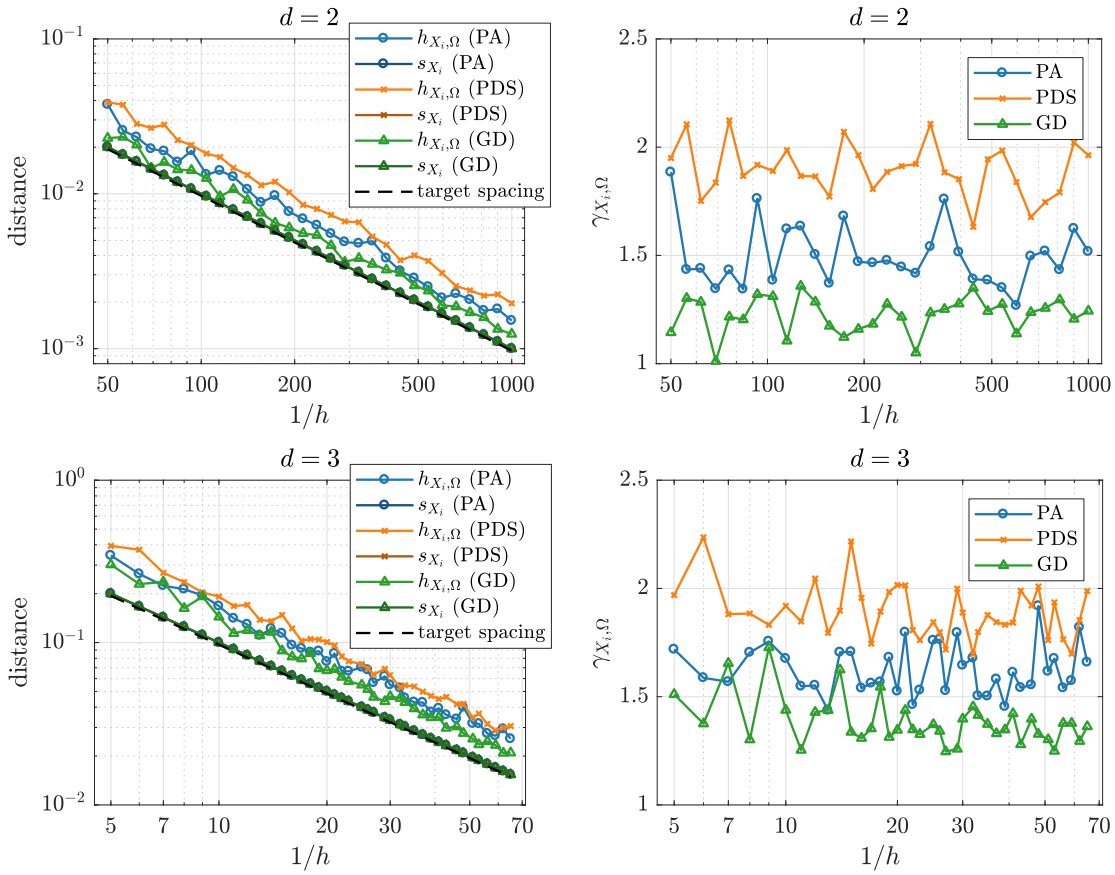 d = 2
10⁻¹
10⁻²
10⁻³
distance
h_{X_i,Ω} (PA)
s_{X_i} (PA)
h_{X_i,Ω} (PDS)
s_{X_i} (PDS)
h_{X_i,Ω} (GD)
s_{X_i} (GD)
target spacing
50 100 200 500 1000
1/h
d = 2
2.5
2
1.5
1
γ_{X_i,Ω}
PA
PDS
GD
50 100 200 500 1000
1/h
d = 3
10⁰
10⁻¹
10⁻²
distance
h_{X_i,Ω} (PA)
s_{X_i} (PA)
h_{X_i,Ω} (PDS)
s_{X_i} (PDS)
h_{X_i,Ω} (GD)
s_{X_i} (GD)
target spacing
5 7 10 20 30 50 70
1/h
d = 3
2.5
2
1.5
1
γ_{X_i,Ω}
PA
PDS
GD
5 7 10 20 30 50 70
1/h